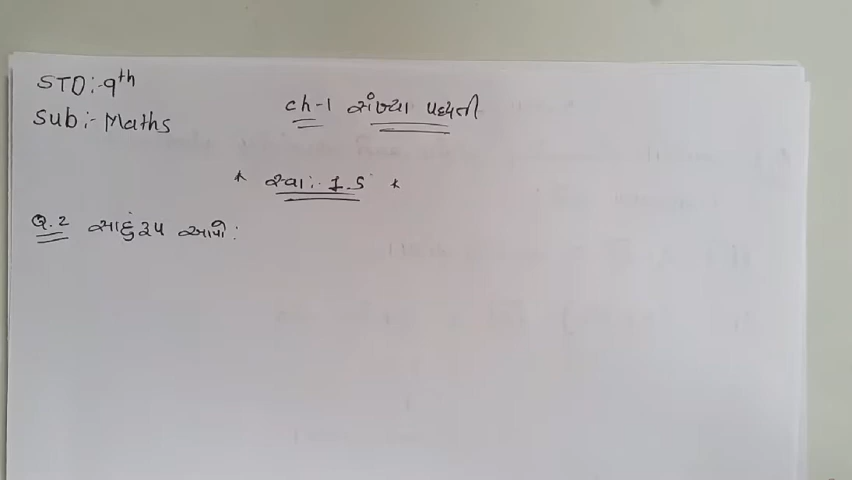 STD:-9th
Sub:- Maths
ch-1 સંખ્યા પદ્ધતી
* સ્વા:- 1.5 *
Q.2 સાદું રૂપ આપો: